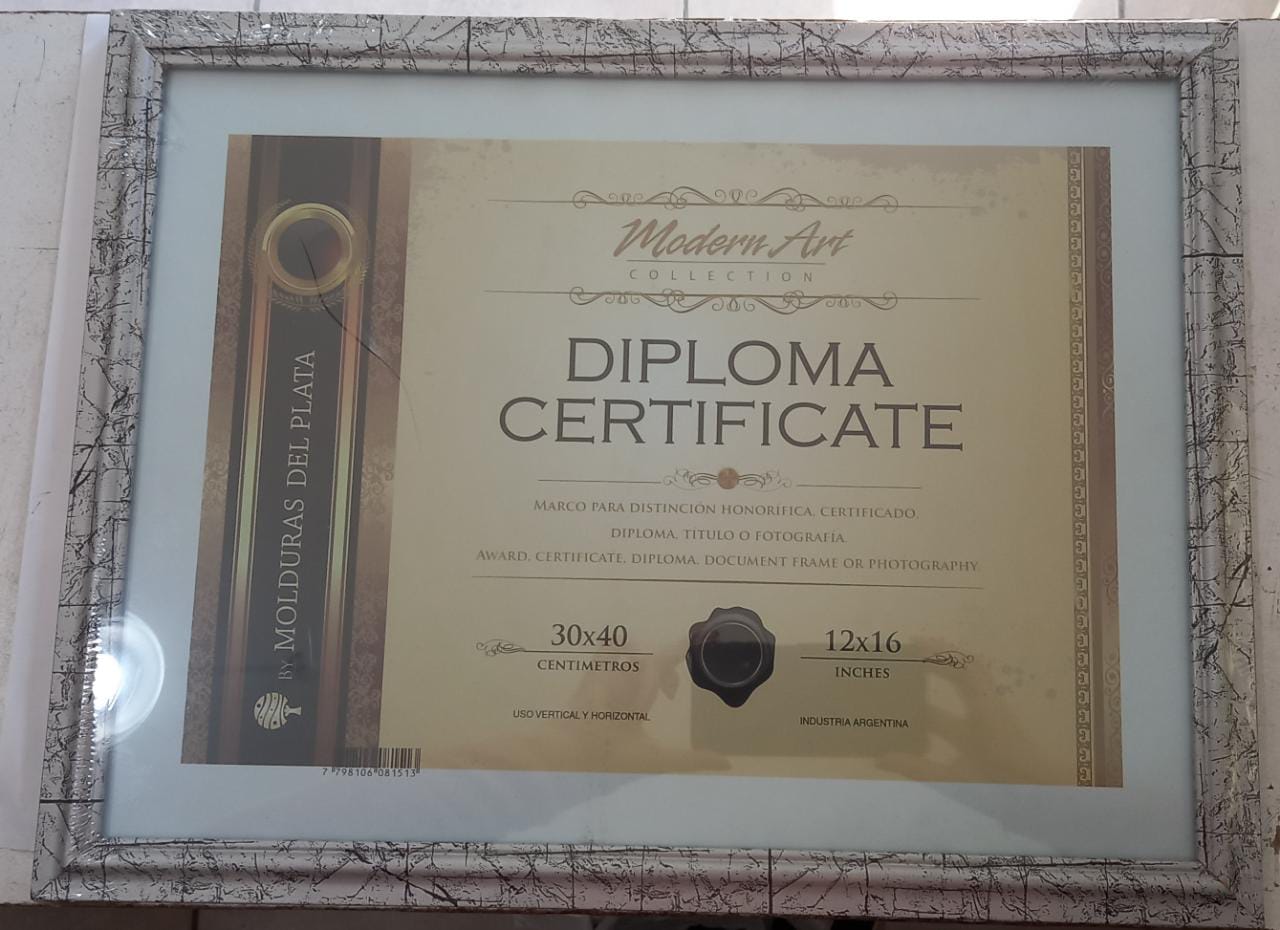 Modern Art
COLLECTION
DIPLOMA
CERTIFICATE
MARCO PARA DISTINCIÓN HONORÍFICA, CERTIFICADO,
DIPLOMA, TÍTULO O FOTOGRAFÍA.
AWARD, CERTIFICATE, DIPLOMA, DOCUMENT FRAME OR PHOTOGRAPHY
30x40
CENTIMETROS
12x16
INCHES
USO VERTICAL Y HORIZONTAL
INDUSTRIA ARGENTINA
BY MOLDURAS DEL PLATA
7 798106 081513